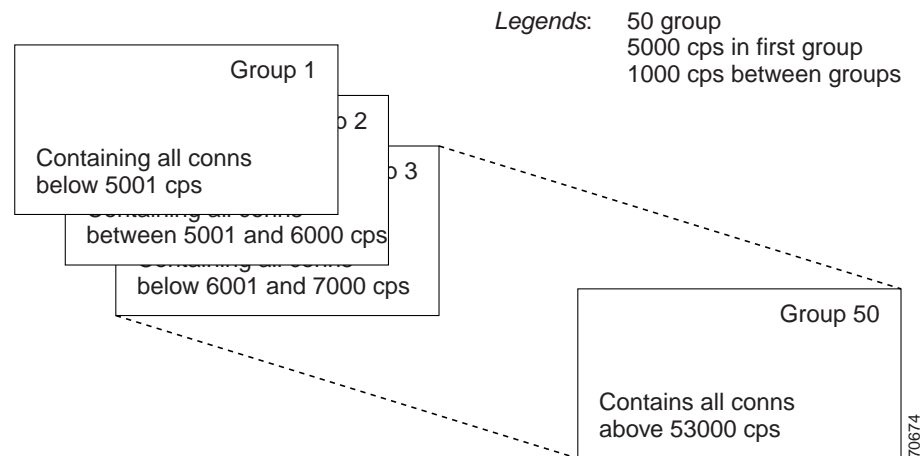 Legends: 50 group
5000 cps in first group
1000 cps between groups
Group 1
Containing all conns
below 5001 cps
2
between 5001 and 6000 cps
3
below 6001 and 7000 cps
Group 50
Contains all conns
above 53000 cps
70674